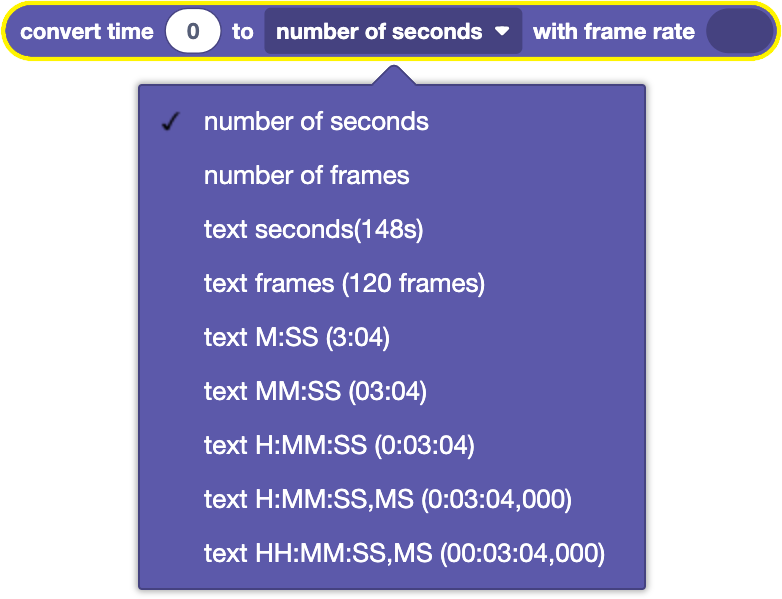 convert time 0 to number of seconds with frame rate
number of seconds
number of frames
text seconds(148s)
text frames (120 frames)
text M:SS (3:04)
text MM:SS (03:04)
text H:MM:SS (0:03:04)
text H:MM:SS,MS (0:03:04,000)
text HH:MM:SS,MS (00:03:04,000)